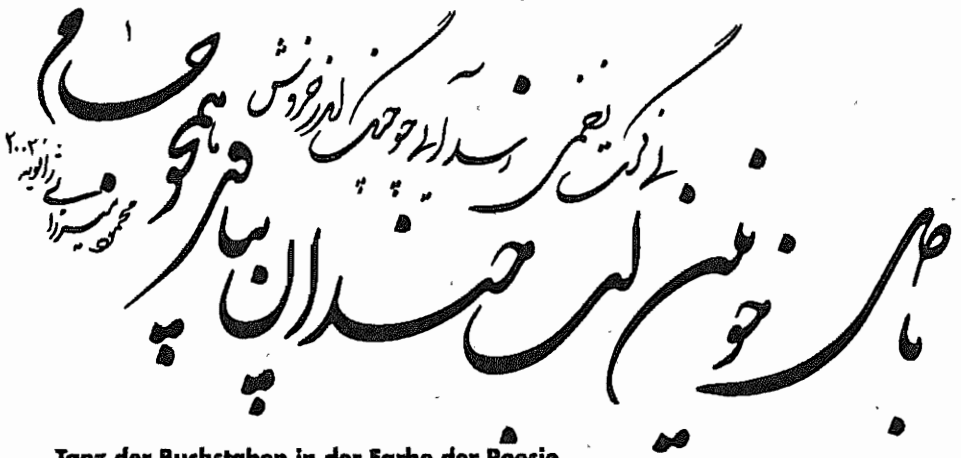 با دل خونین لب خندان بیاور همچو جام
نی گرت زخمی رسد آیی چو چنگ اندر خروش
ژانویه
Tanz der Buchstaben in der Farbe der Poesie